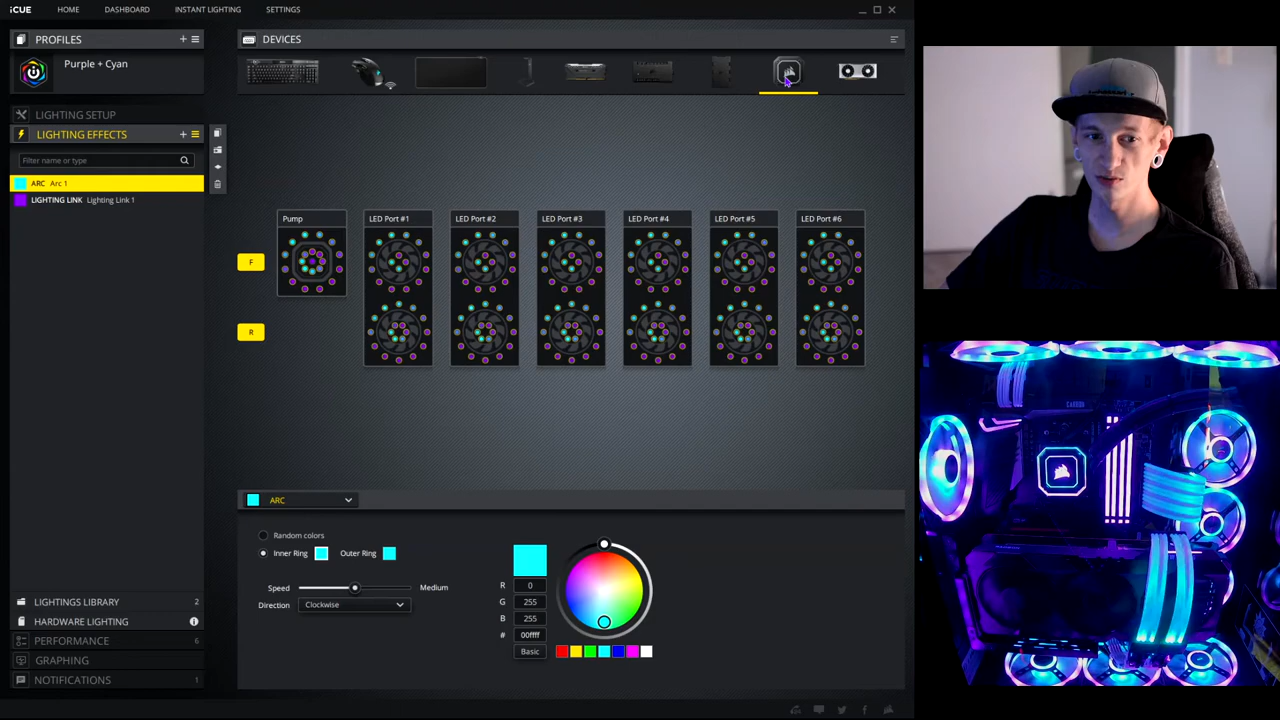 iCUE HOME DASHBOARD INSTANT LIGHTING SETTINGS
PROFILES
DEVICES
Purple + Cyan
LIGHTING SETUP
LIGHTING EFFECTS
Filter name or type
ARC Arc 1
LIGHTING LINK Lighting Link 1
Pump LED Port #1 LED Port #2 LED Port #3 LED Port #4 LED Port #5 LED Port #6
F
R
ARC
Random colors
Inner Ring Outer Ring
Speed Medium
Direction Clockwise
R 0
G 255
B 255
# 00ffff
Basic
LIGHTINGS LIBRARY 2
HARDWARE LIGHTING
PERFORMANCE 6
GRAPHING
NOTIFICATIONS 1